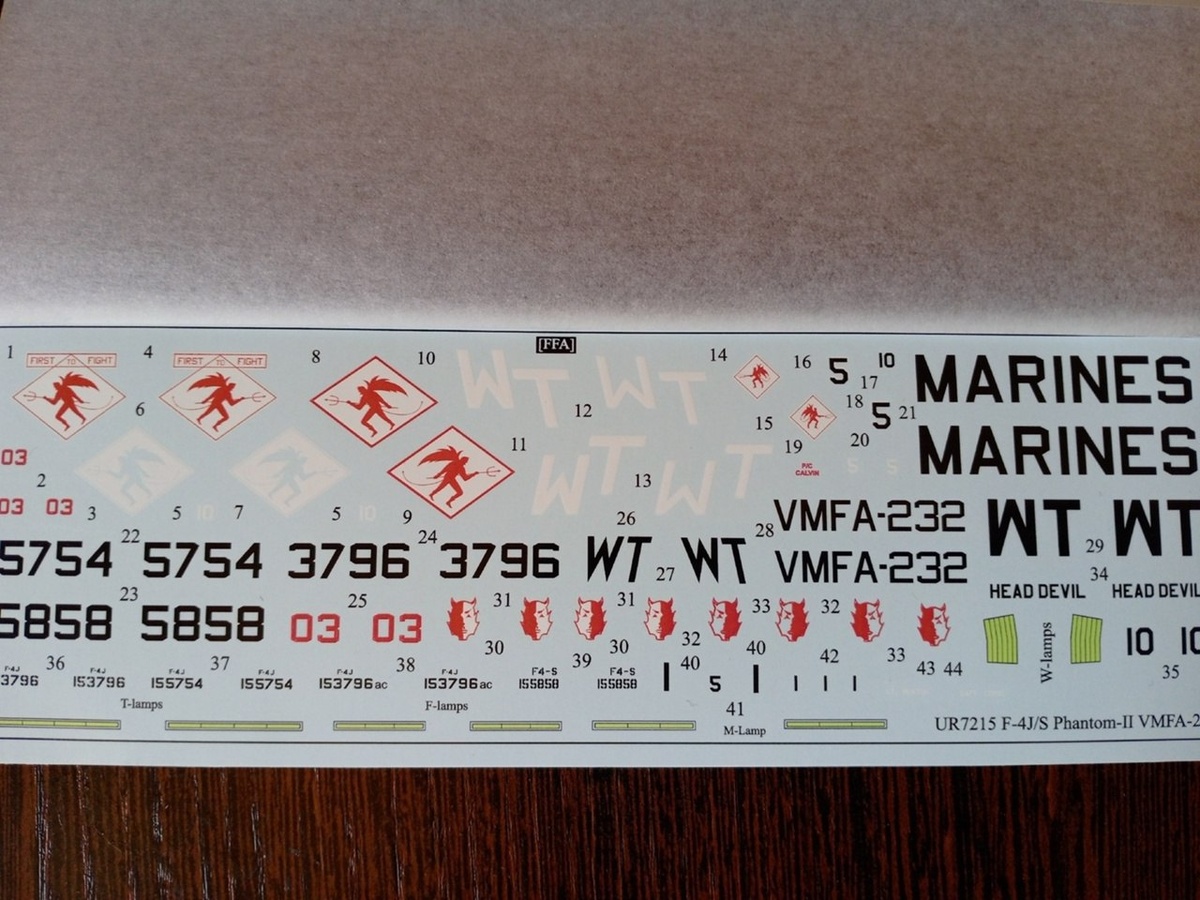 [FFA]
1 4 8 10 14 16 5 10 MARINES
FIRST TO FIGHT FIRST TO FIGHT WT WT
17
6 12 18 5 21
15
11 20 MARINES
03 WT WT 19
P/C
CALVIN
5 5
2 13
03 03 3 5 10 7 5 10 9 26 28 VMFA-232 WT WT
5754 22 5754 3796 24 3796 WT 27 WT VMFA-232 29 34
23 HEAD DEVIL HEAD DEVIL
5858 5858 25 31 31 33 32
03 03 30 30 32 10 10
W-lamps
36 37 38 39 40 40 42 33 43 44 35
F-4J F-4J F-4J F-4J F-4J F-4J F4-S F4-S
3796 153796 155754 155754 153796ac 153796ac 155858 155858 5
T-lamps F-lamps 41
M-Lamp
UR7215 F-4J/S Phantom-II VMFA-2